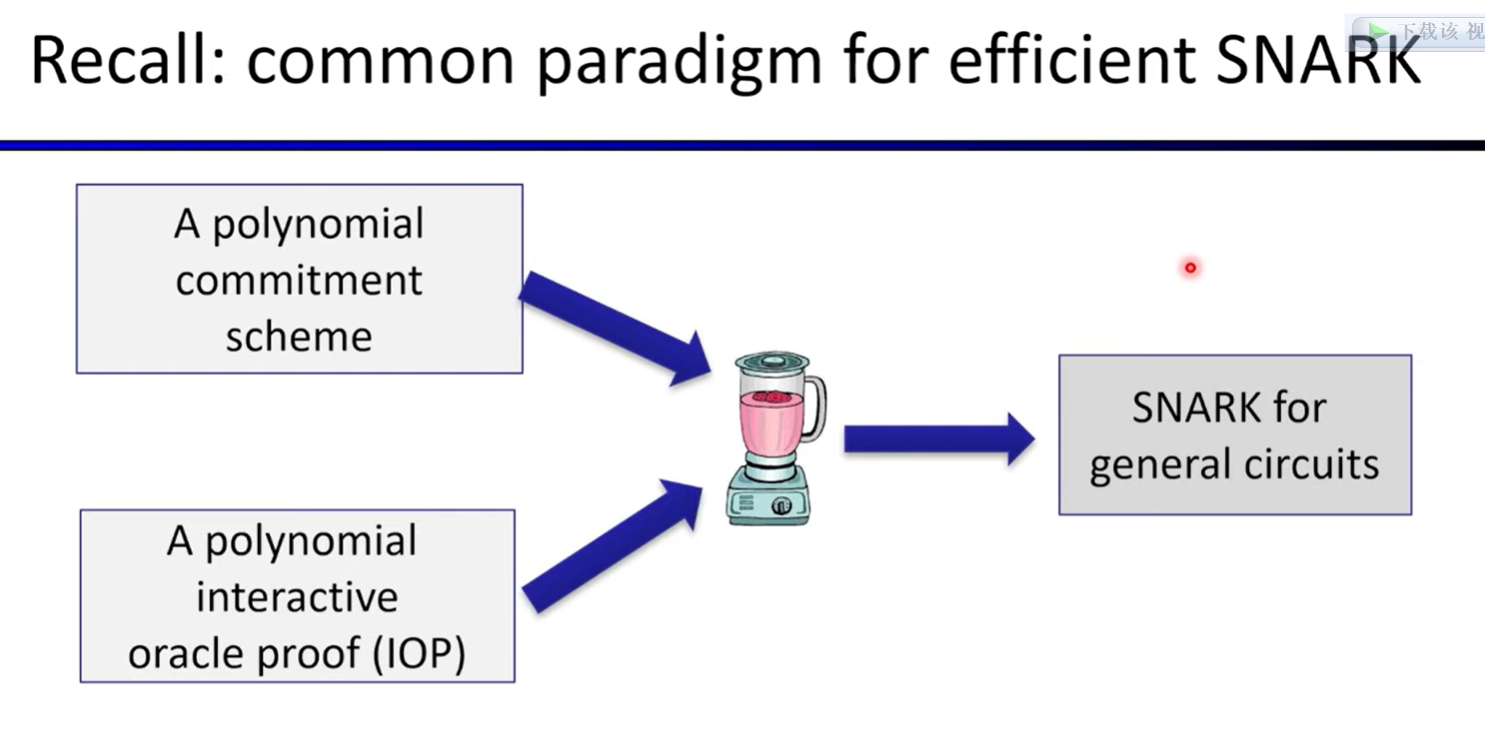 Recall: common paradigm for efficient SNARK
下载该 视
A polynomial
commitment
scheme
SNARK for
general circuits
A polynomial
interactive
oracle proof (IOP)